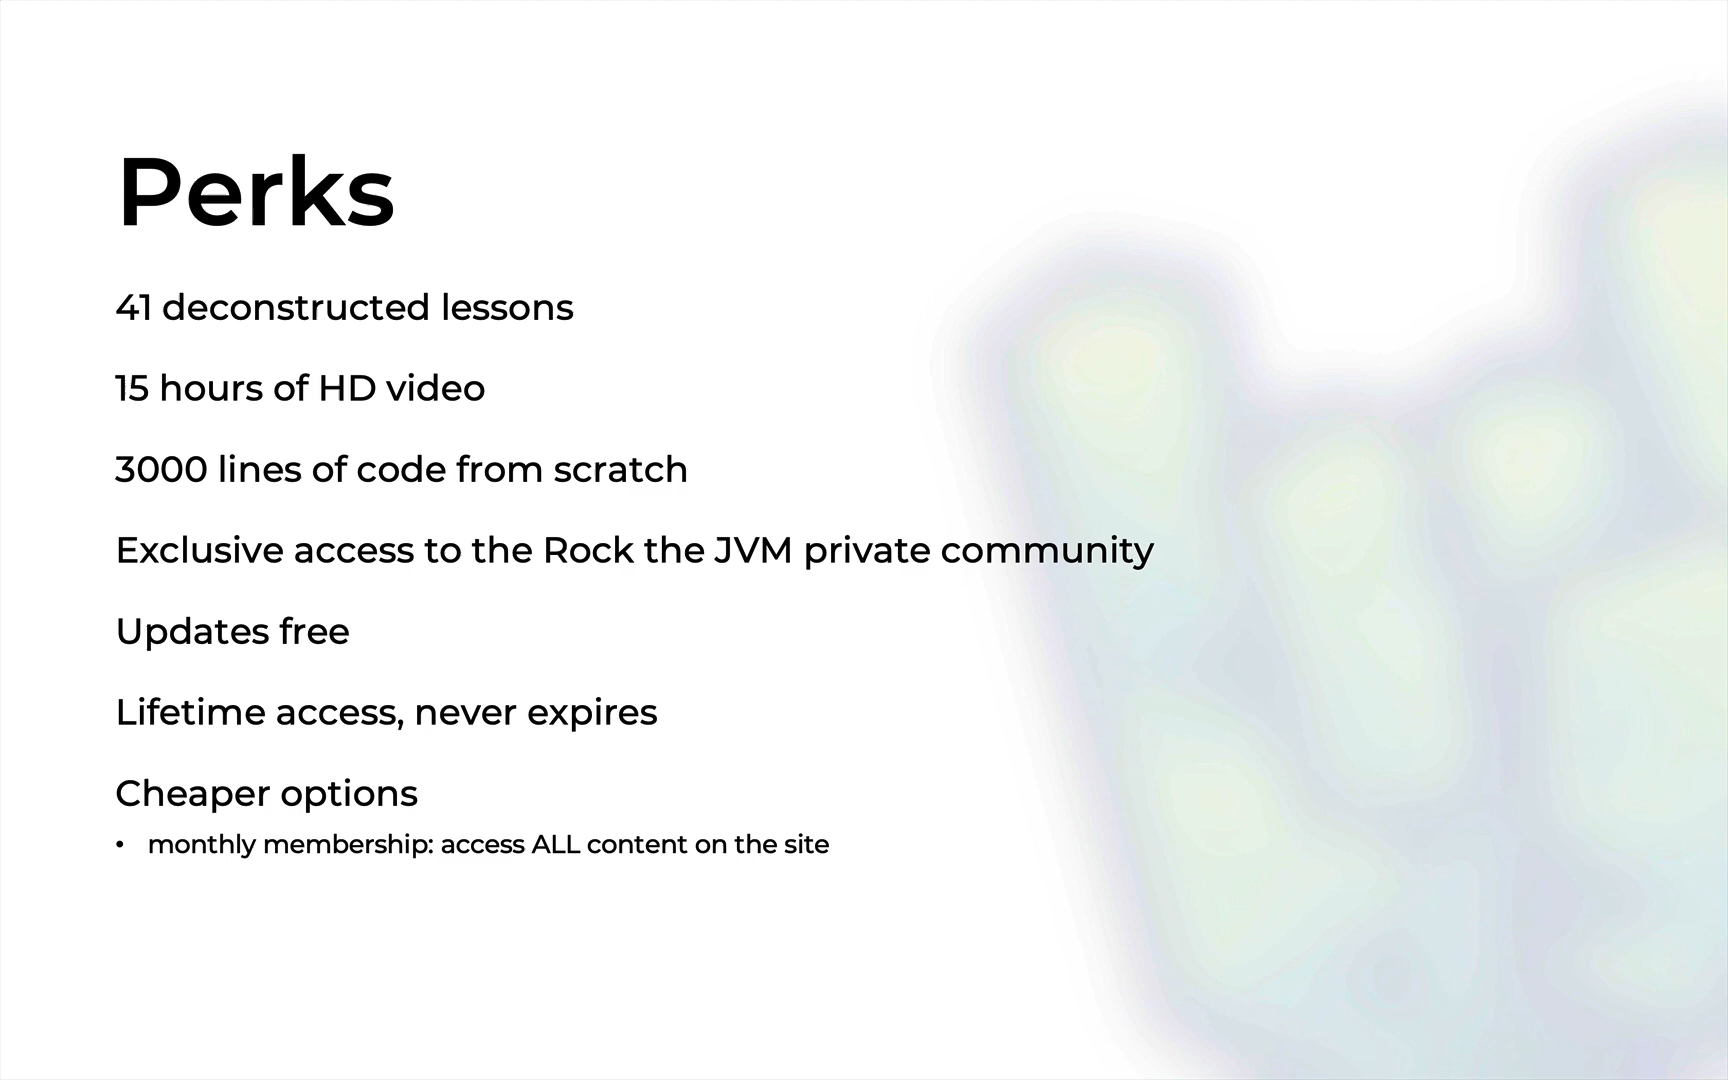 Perks
41 deconstructed lessons
15 hours of HD video
3000 lines of code from scratch
Exclusive access to the Rock the JVM private community
Updates free
Lifetime access, never expires
Cheaper options
• monthly membership: access ALL content on the site